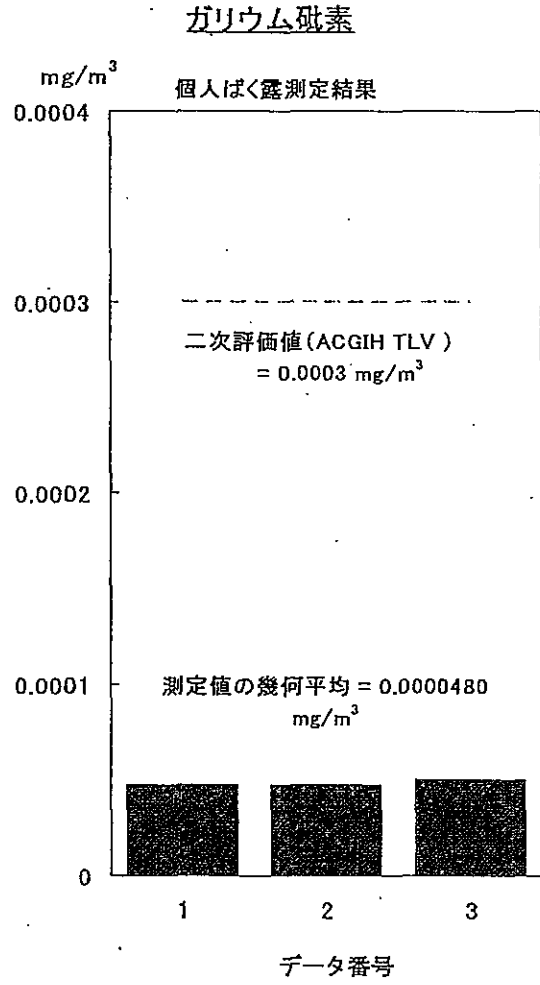 ガリウム砒素
mg/m³
個人ばく露測定結果
0.0004
0.0003
二次評価値(ACGIH TLV )
= 0.0003 mg/m³
0.0002
0.0001
測定値の幾何平均 = 0.0000480
mg/m³
0
1 2 3
データ番号